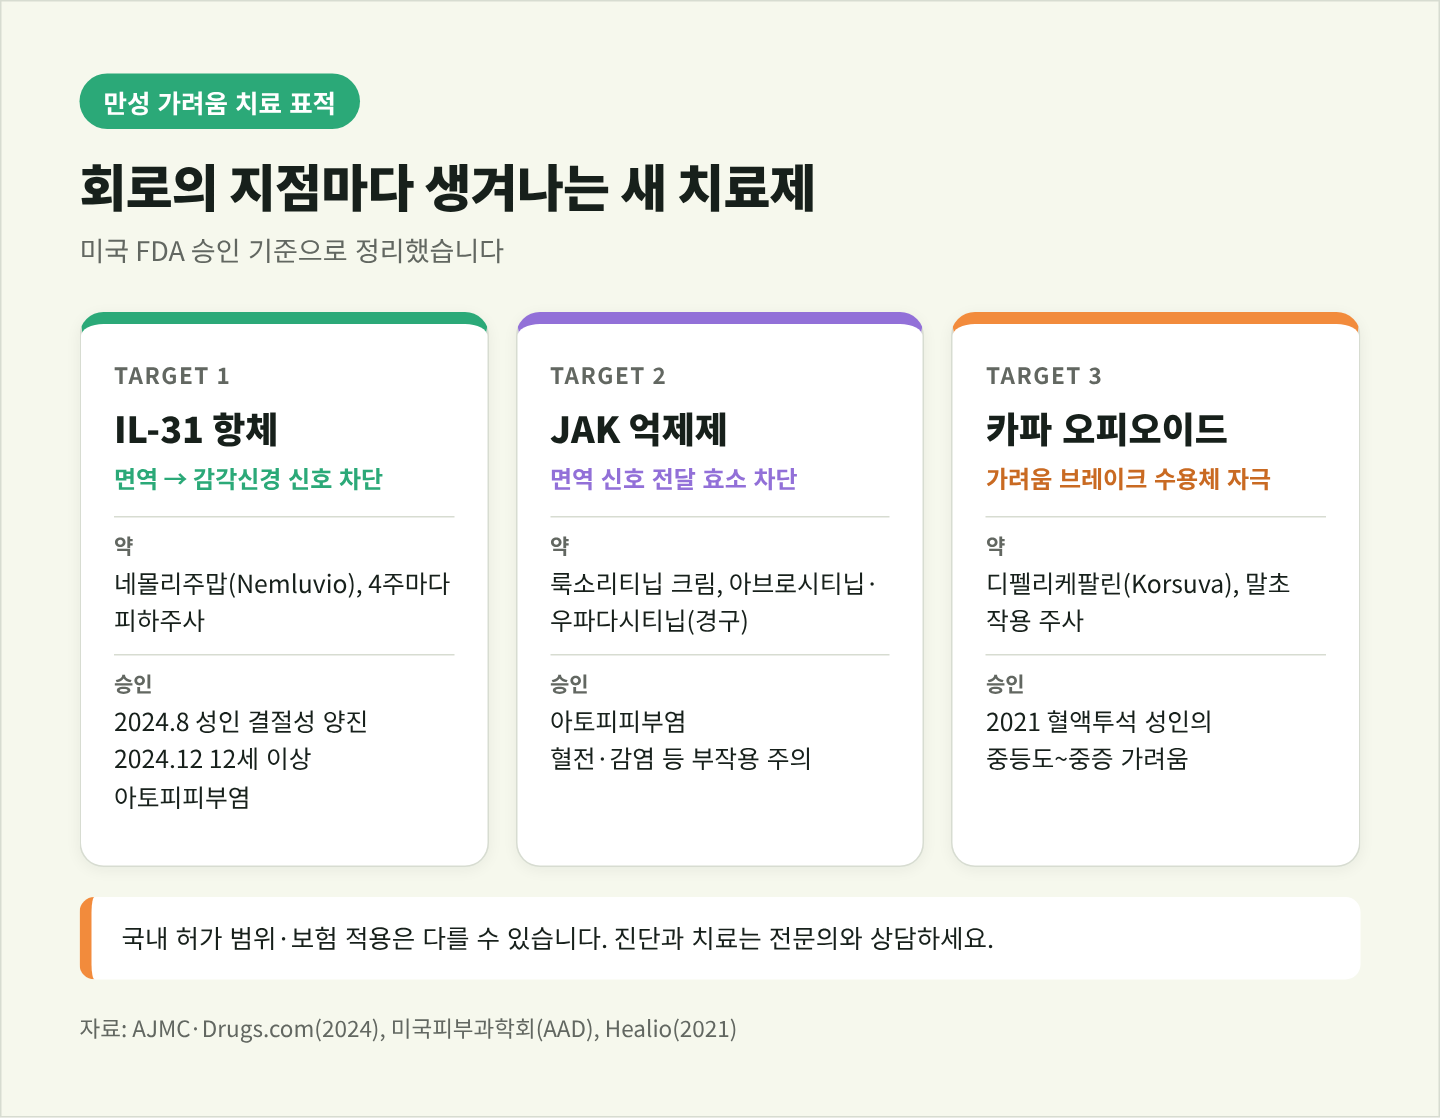 만성 가려움 치료 표적
회로의 지점마다 생겨나는 새 치료제
미국 FDA 승인 기준으로 정리했습니다
TARGET 1
IL-31 항체
면역 → 감각신경 신호 차단
약
네몰리주맙(Nemluvio), 4주마다
피하주사
승인
2024.8 성인 결절성 양진
2024.12 12세 이상
아토피피부염
TARGET 2
JAK 억제제
면역 신호 전달 효소 차단
약
룩소리티닙 크림, 아브로시티닙·
우파다시티닙(경구)
승인
아토피피부염
혈전·감염 등 부작용 주의
TARGET 3
카파 오피오이드
가려움 브레이크 수용체 자극
약
디펠리케팔린(Korsuva), 말초
작용 주사
승인
2021 혈액투석 성인의
중등도~중증 가려움
국내 허가 범위·보험 적용은 다를 수 있습니다. 진단과 치료는 전문의와 상담하세요.
자료: AJMC·Drugs.com(2024), 미국피부과학회(AAD), Healio(2021)